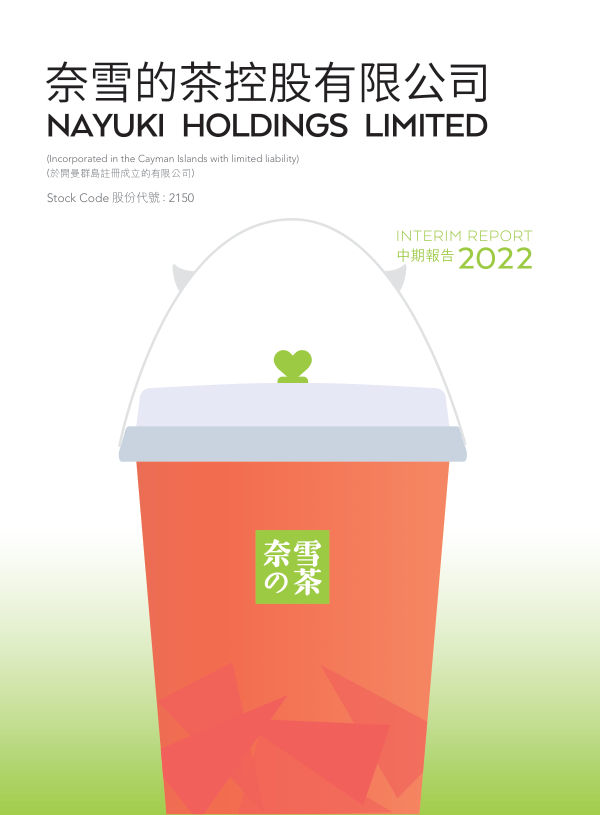 奈雪的茶控股有限公司
NAYUKI HOLDINGS LIMITED
(Incorporated in the Cayman Islands with limited liability)
(於開曼群島註冊成立的有限公司)
Stock Code 股份代號 : 2150
INTERIM REPORT
中期報告 2022
奈雪
の茶